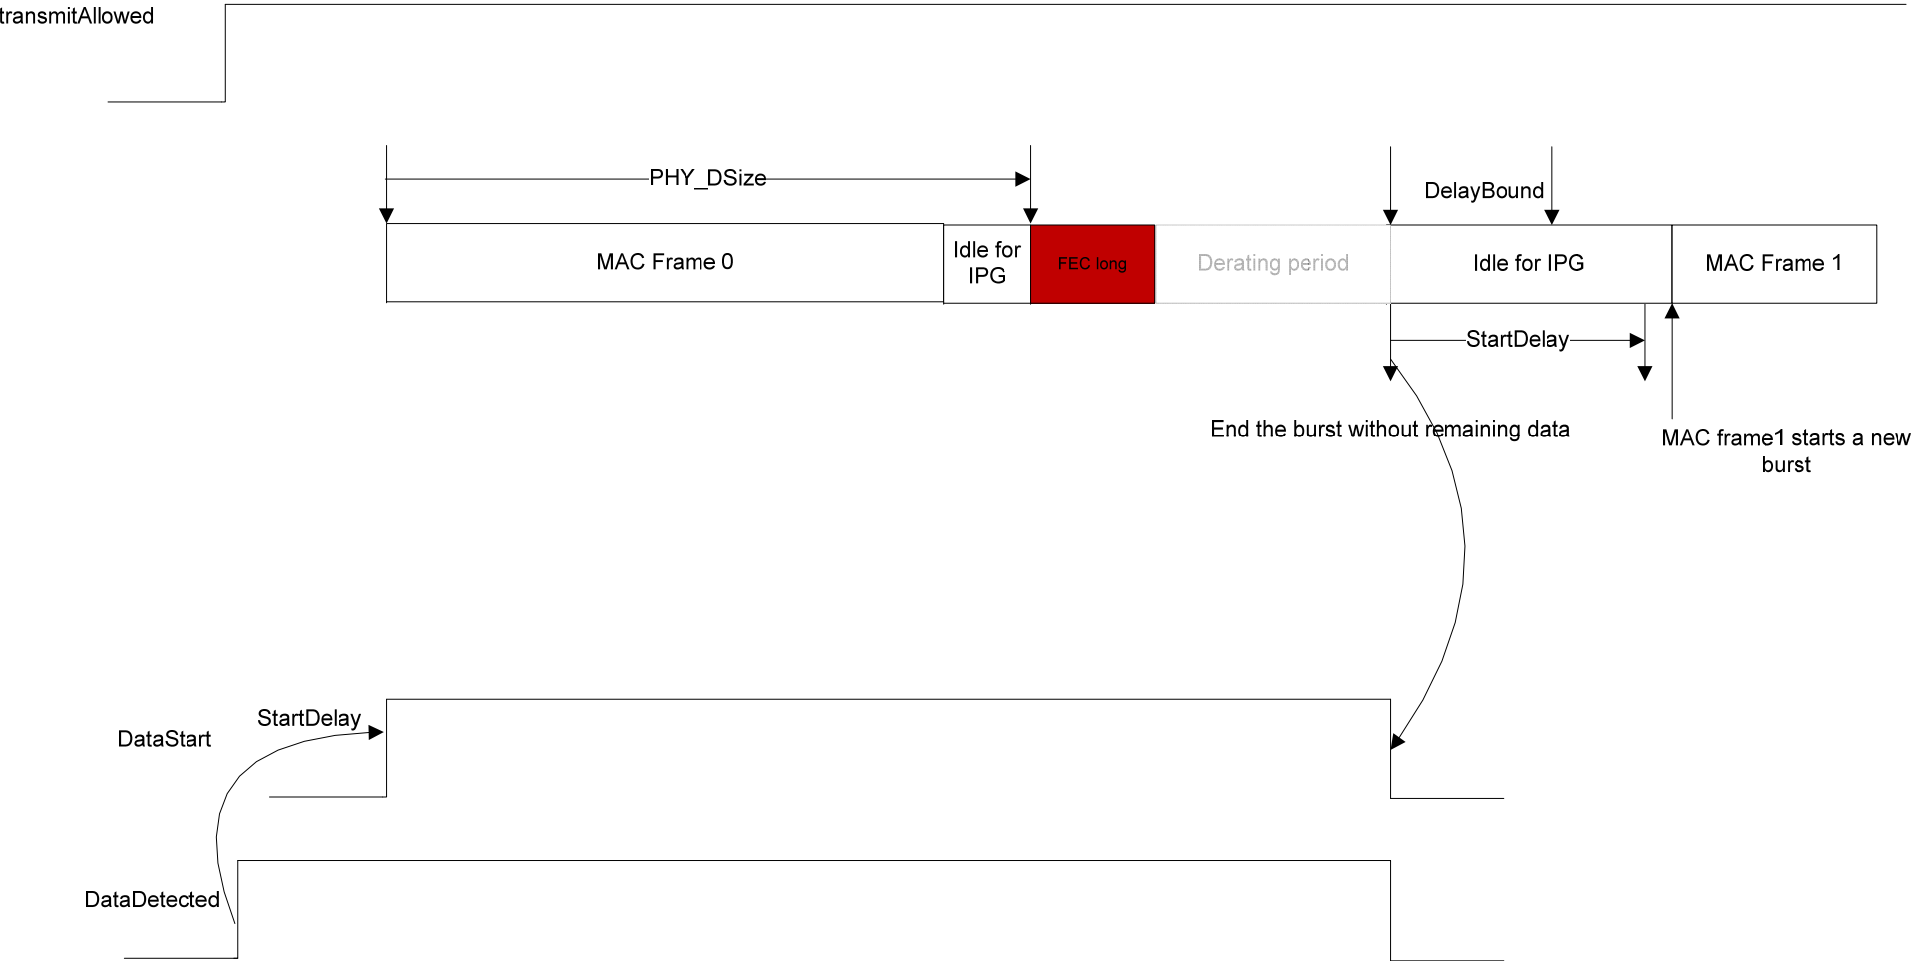 transmitAllowed
PHY_DSize
DelayBound
MAC Frame 0
Idle for
IPG
FEC long
Derating period
Idle for IPG
MAC Frame 1
StartDelay
End the burst without remaining data
MAC frame1 starts a new
burst
StartDelay
DataStart
DataDetected